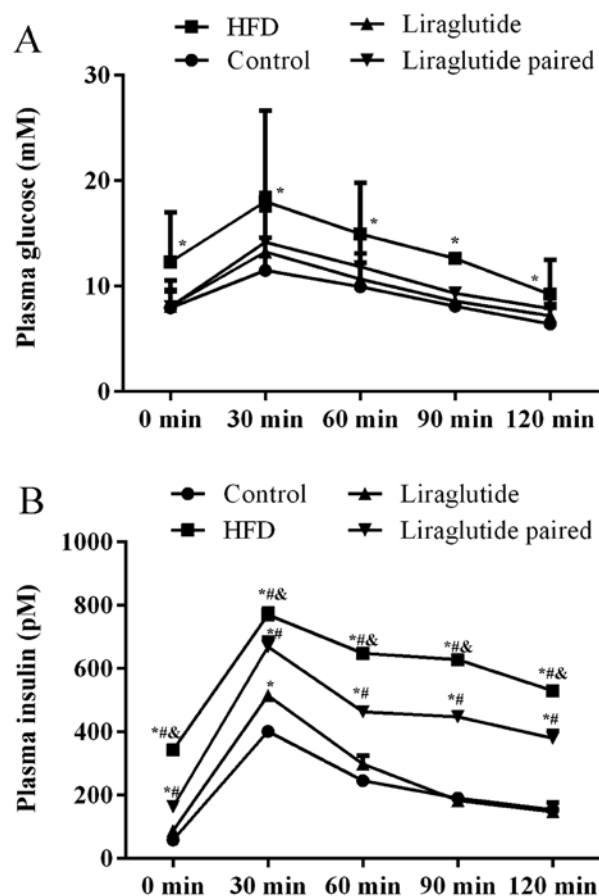 A
HFD Liraglutide
Control Liraglutide paired
Plasma glucose (mM)
30
20
10
0
*
*
*
*
*
0 min 30 min 60 min 90 min 120 min
B
Control Liraglutide
HFD Liraglutide paired
Plasma insulin (pM)
1000
800
600
400
200
0
*#& *#& *#& *#& *#&
*# *# *# *# *#
*
0 min 30 min 60 min 90 min 120 min